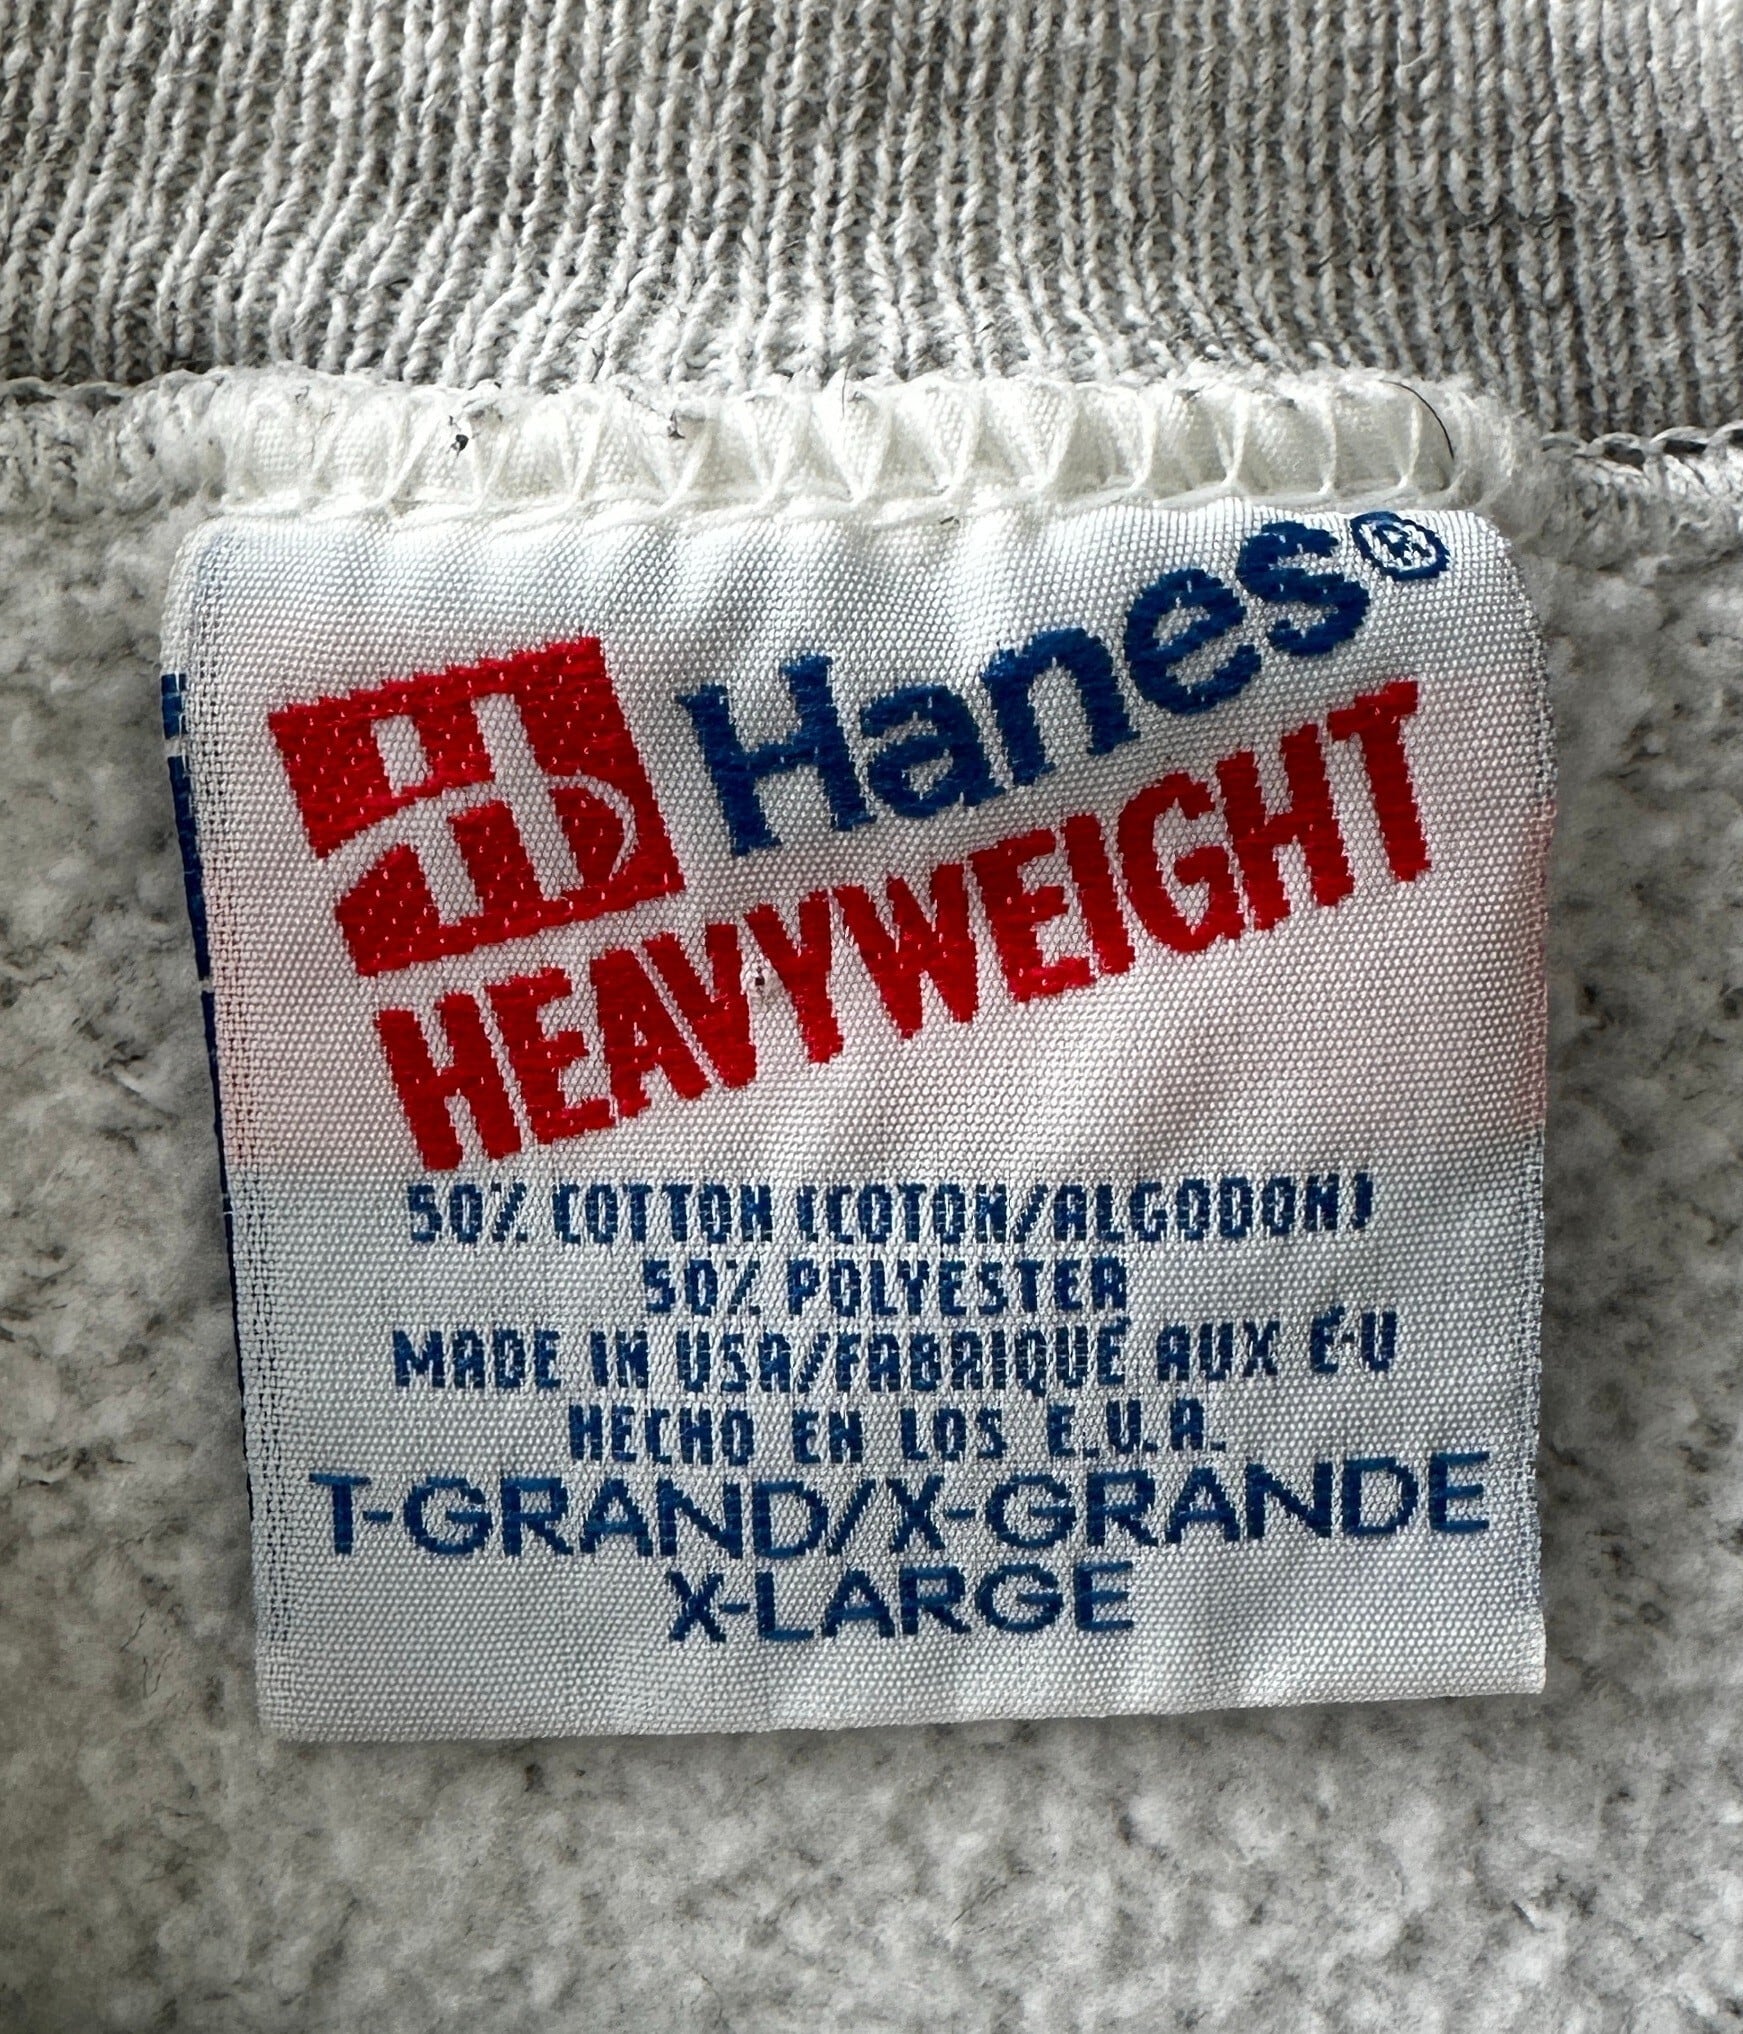 Hanes®
HEAVYWEIGHT
50% COTTON (COTON/ALGODON)
50% POLYESTER
MADE IN USA/FABRIQUÉ AUX É-U
HECHO EN LOS E.U.A.
T-GRAND/X-GRANDE
X-LARGE